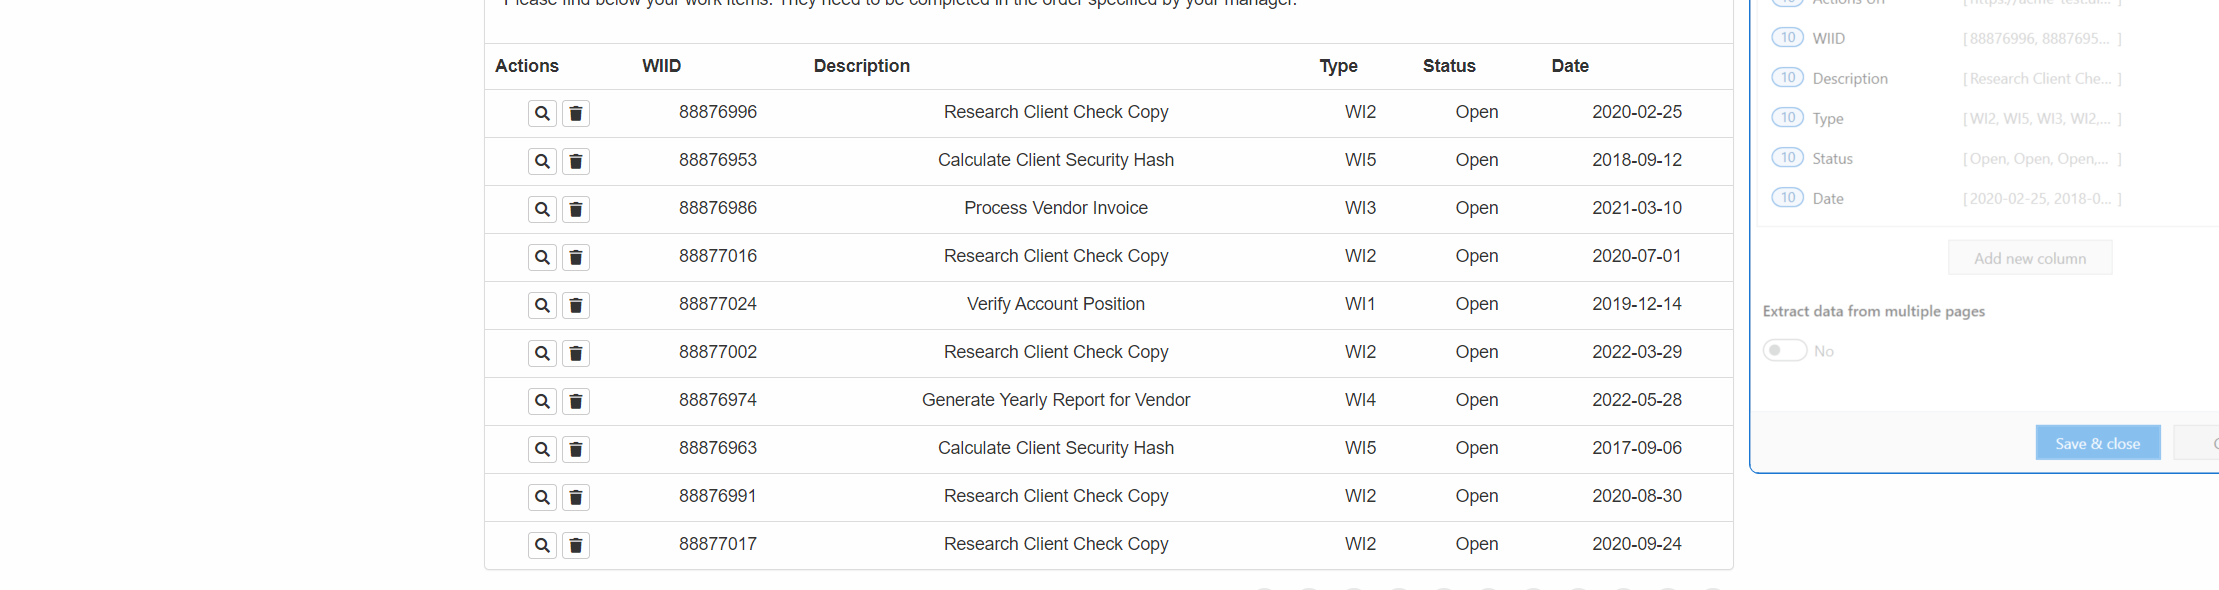 Please find below your work items. They need to be completed in the order specified by your manager.
Actions WIID Description Type Status Date
88876996 Research Client Check Copy WI2 Open 2020-02-25
88876953 Calculate Client Security Hash WI5 Open 2018-09-12
88876986 Process Vendor Invoice WI3 Open 2021-03-10
88877016 Research Client Check Copy WI2 Open 2020-07-01
88877024 Verify Account Position WI1 Open 2019-12-14
88877002 Research Client Check Copy WI2 Open 2022-03-29
88876974 Generate Yearly Report for Vendor WI4 Open 2022-05-28
88876963 Calculate Client Security Hash WI5 Open 2017-09-06
88876991 Research Client Check Copy WI2 Open 2020-08-30
88877017 Research Client Check Copy WI2 Open 2020-09-24
10 Actions [https://acme-test.ui... ]
10 WIID [88876996, 8887695... ]
10 Description [Research Client Che... ]
10 Type [WI2, WI5, WI3, WI2,... ]
10 Status [Open, Open, Open,... ]
10 Date [2020-02-25, 2018-0... ]
Add new column
Extract data from multiple pages
No
Save & close